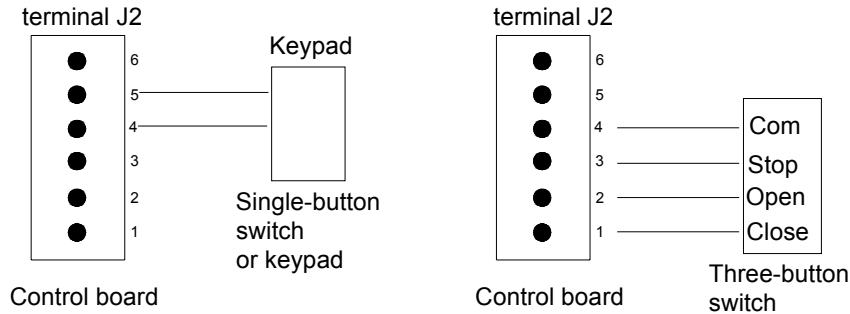 terminal J2
Keypad
6
5
4
3
2
1
Single-button
switch
or keypad
Control board
terminal J2
6
5
4
3
2
1
Com
Stop
Open
Close
Three-button
switch
Control board